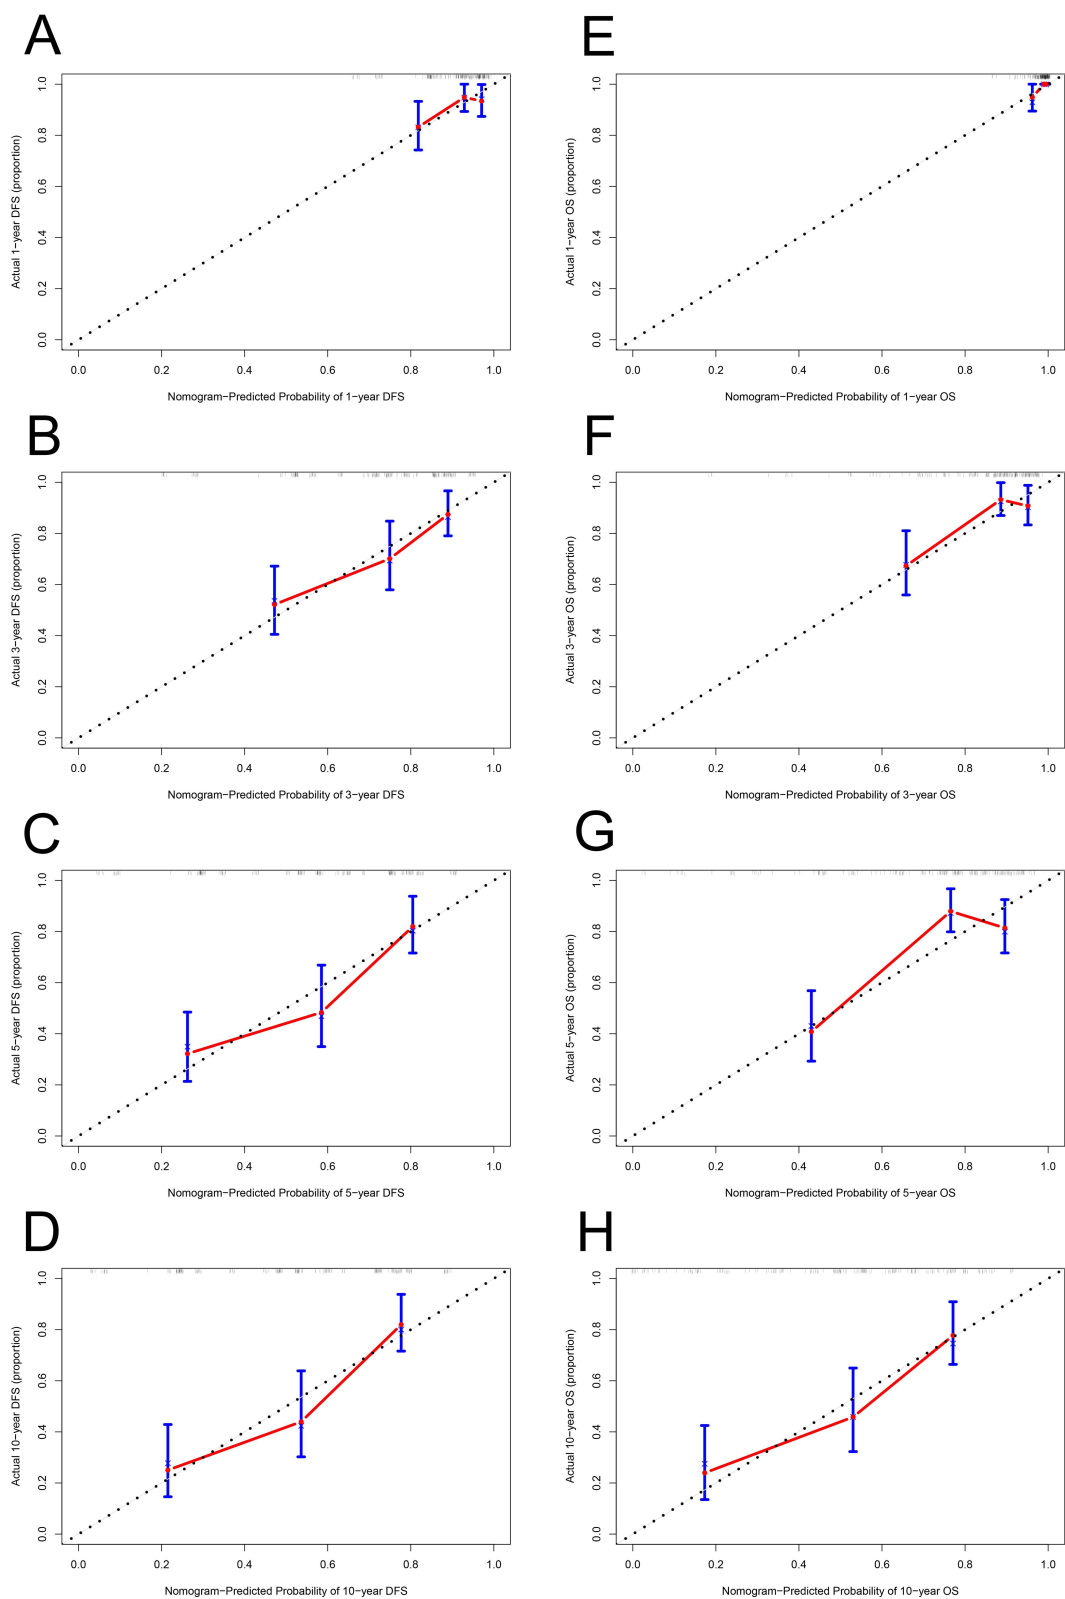 A
Actual 1−year DFS (proportion)
1.0
0.8
0.6
0.4
0.2
0.0
0.0 0.2 0.4 0.6 0.8 1.0
Nomogram−Predicted Probability of 1−year DFS
E
Actual 1−year OS (proportion)
1.0
0.8
0.6
0.4
0.2
0.0
0.0 0.2 0.4 0.6 0.8 1.0
Nomogram−Predicted Probability of 1−year OS
B
Actual 3−year DFS (proportion)
1.0
0.8
0.6
0.4
0.2
0.0
0.0 0.2 0.4 0.6 0.8 1.0
Nomogram−Predicted Probability of 3−year DFS
F
Actual 3−year OS (proportion)
1.0
0.8
0.6
0.4
0.2
0.0
0.0 0.2 0.4 0.6 0.8 1.0
Nomogram−Predicted Probability of 3−year OS
C
Actual 5−year DFS (proportion)
1.0
0.8
0.6
0.4
0.2
0.0
0.0 0.2 0.4 0.6 0.8 1.0
Nomogram−Predicted Probability of 5−year DFS
G
Actual 5−year OS (proportion)
1.0
0.8
0.6
0.4
0.2
0.0
0.0 0.2 0.4 0.6 0.8 1.0
Nomogram−Predicted Probability of 5−year OS
D
Actual 10−year DFS (proportion)
1.0
0.8
0.6
0.4
0.2
0.0
0.0 0.2 0.4 0.6 0.8 1.0
Nomogram−Predicted Probability of 10−year DFS
H
Actual 10−year OS (proportion)
1.0
0.8
0.6
0.4
0.2
0.0
0.0 0.2 0.4 0.6 0.8 1.0
Nomogram−Predicted Probability of 10−year OS